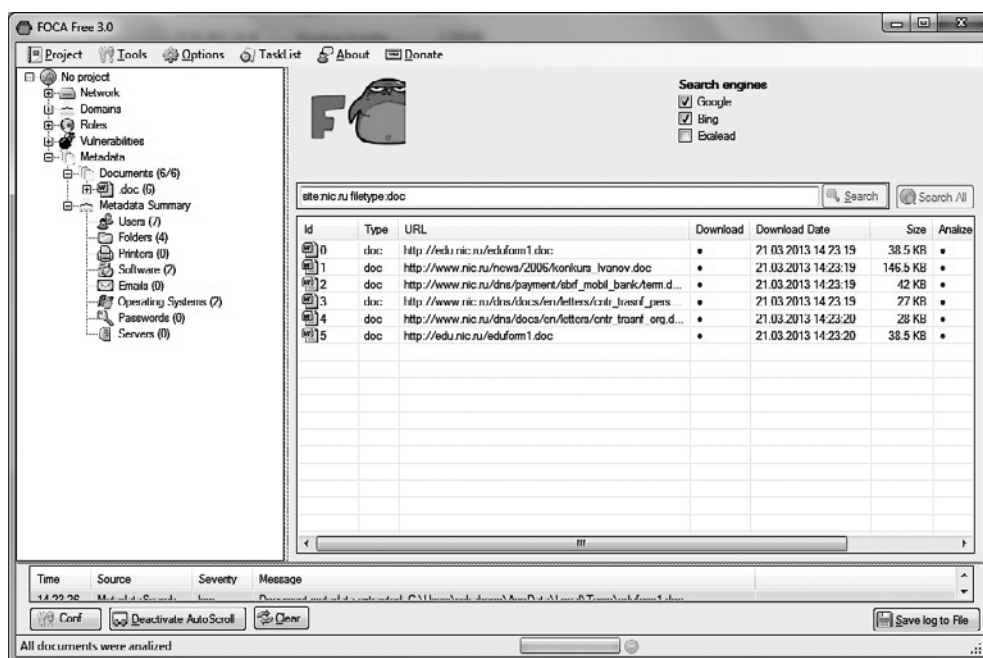 FOCA Free 3.0
Project Tools Options TaskList About Donate
No project
Network
Domains
Roles
Vulnerabilities
Metadata
Documents (6/6)
.doc (6)
Metadata Summary
Users (7)
Folders (4)
Printers (0)
Software (2)
Emails (0)
Operating Systems (2)
Passwords (0)
Servers (0)
Search engines
Google
Bing
Exalead
site:nic.ru filetype:doc Search Search All
Id Type URL Download Download Date Size Analize
0 doc http://edu.nic.ru/eduform1.doc • 21.03.2013 14:23:19 38.5 KB •
1 doc http://www.nic.ru/news/2006/konkurs_Ivanov.doc • 21.03.2013 14:23:19 146.5 KB •
2 doc http://www.nic.ru/dns/payment/sbrf_mobil_bank/term.d... • 21.03.2013 14:23:19 42 KB •
3 doc http://www.nic.ru/dns/docs/en/letters/cntr_trasnf_pers.... • 21.03.2013 14:23:19 27 KB •
4 doc http://www.nic.ru/dns/docs/en/letters/cntr_trasnf_org.d... • 21.03.2013 14:23:20 28 KB •
5 doc http://edu.nic.ru/eduform1.doc • 21.03.2013 14:23:20 38.5 KB •
Time Source Severity Message
Conf Deactivate AutoScroll Clear Save log to File
All documents were analized